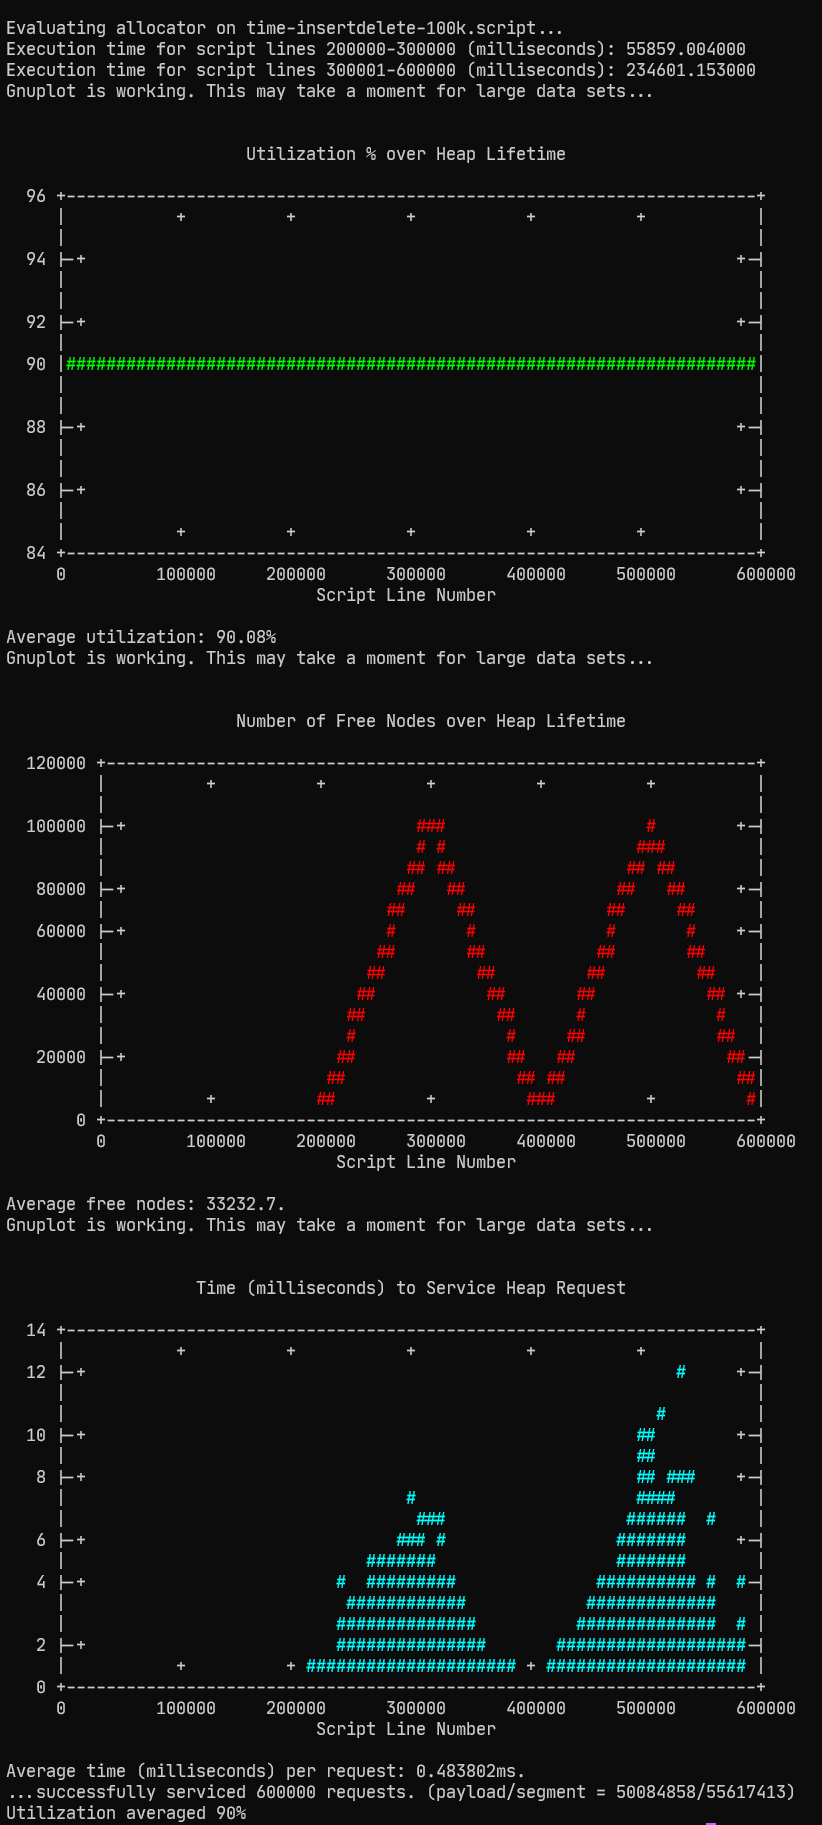 Evaluating allocator on time-insertdelete-100k.script...
Execution time for script lines 200000-300000 (milliseconds): 55859.004000
Execution time for script lines 300001-600000 (milliseconds): 234601.153000
Gnuplot is working. This may take a moment for large data sets...
Utilization % over Heap Lifetime
96
94
92
90
88
86
84
0 100000 200000 300000 400000 500000 600000
Script Line Number
Average utilization: 90.08%
Gnuplot is working. This may take a moment for large data sets...
Number of Free Nodes over Heap Lifetime
120000
100000
80000
60000
40000
20000
0
0 100000 200000 300000 400000 500000 600000
Script Line Number
Average free nodes: 33232.7.
Gnuplot is working. This may take a moment for large data sets...
Time (milliseconds) to Service Heap Request
14
12
10
8
6
4
2
0
0 100000 200000 300000 400000 500000 600000
Script Line Number
Average time (milliseconds) per request: 0.483802ms.
...successfully serviced 600000 requests. (payload/segment = 50084858/55617413)
Utilization averaged 90%